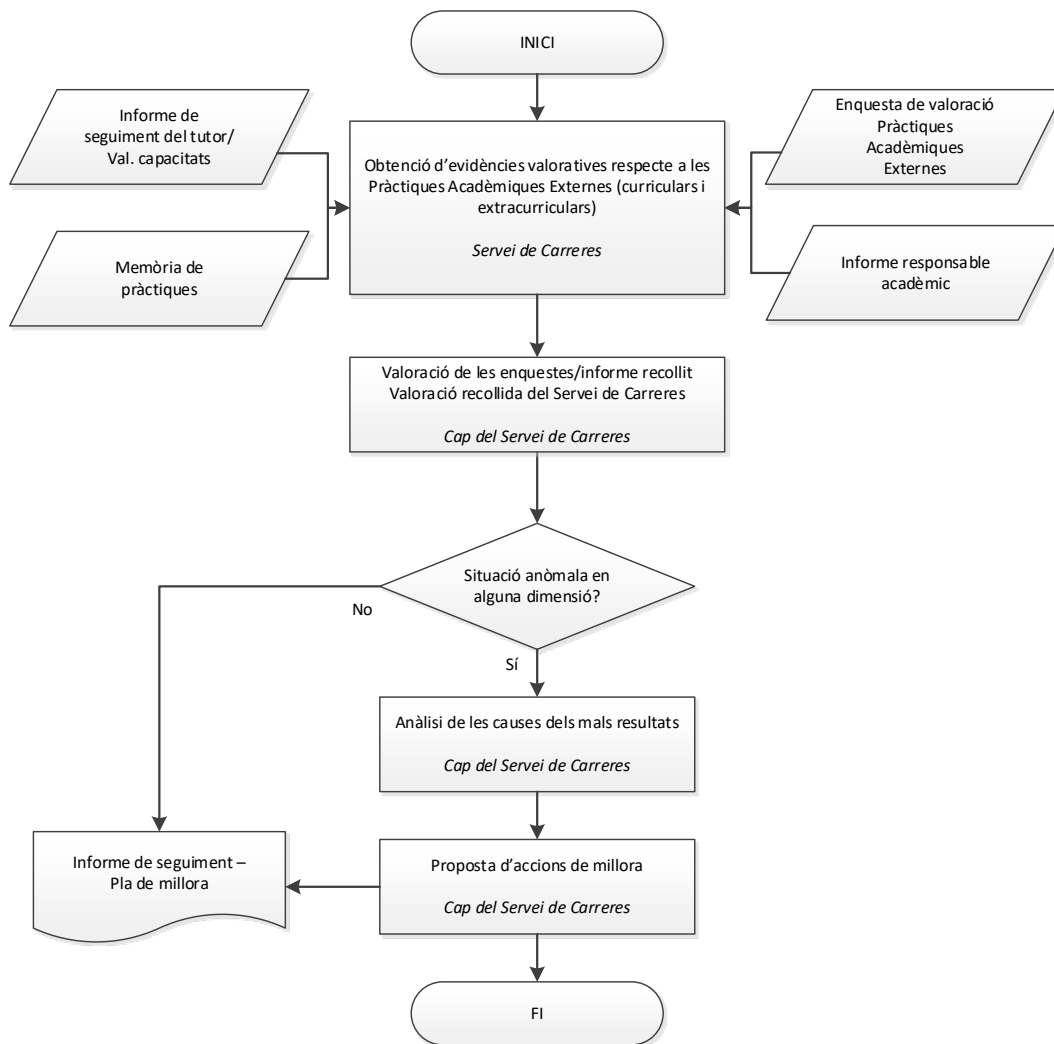 INICI
Informe de
seguiment del tutor/
Val. capacitats
Enquesta de valoració
Pràctiques
Acadèmiques
Externes
Obtenció d’evidències valoratives respecte a les
Pràctiques Acadèmiques Externes (curriculars i
extracurriculars)
Servei de Carreres
Memòria de
pràctiques
Informe responsable
acadèmic
Valoració de les enquestes/informe recollit
Valoració recollida del Servei de Carreres
Cap del Servei de Carreres
Situació anòmala en
alguna dimensió?
No
Sí
Anàlisi de les causes dels mals resultats
Cap del Servei de Carreres
Informe de seguiment –
Pla de millora
Proposta d’accions de millora
Cap del Servei de Carreres
FI